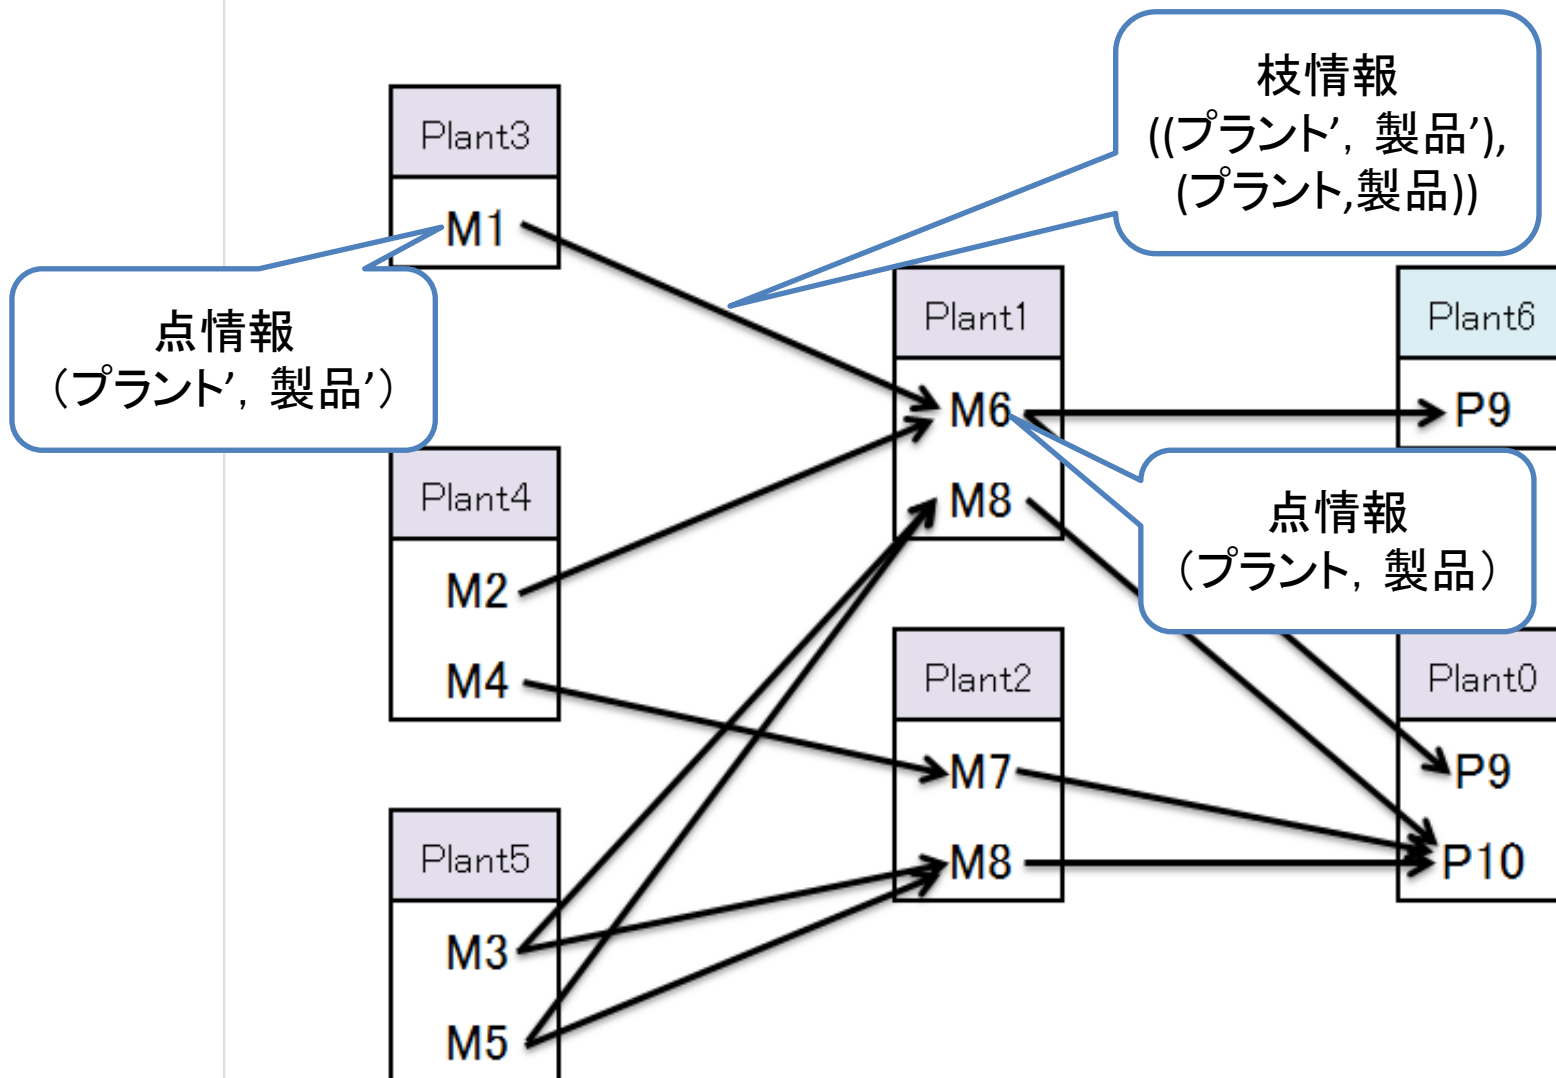 枝情報
((プラント’, 製品’),
(プラント,製品))
Plant3
M1
点情報
（プラント’, 製品’）
Plant1
M6
M8
Plant6
P9
Plant4
M2
M4
点情報
（プラント, 製品）
Plant2
M7
M8
Plant0
P9
P10
Plant5
M3
M5